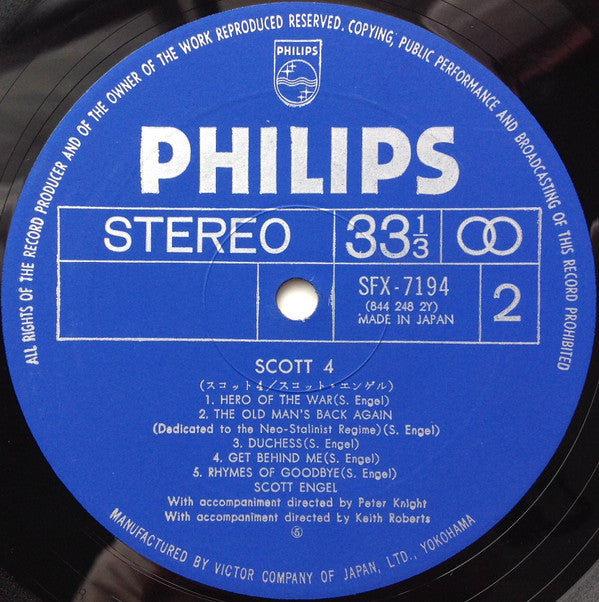 ALL RIGHTS OF THE RECORD PRODUCER AND OF THE OWNER OF THE WORK REPRODUCED RESERVED. COPYING, PUBLIC PERFORMANCE AND BROADCASTING OF THIS RECORD PROHIBITED
PHILIPS
PHILIPS
STEREO 33 1/3
SFX-7194
(844 248 2Y)
MADE IN JAPAN
2
SCOTT 4
(スコット4/スコット・エンゲル)
1. HERO OF THE WAR(S. Engel)
2. THE OLD MAN'S BACK AGAIN
(Dedicated to the Neo-Stalinist Regime)(S. Engel)
3. DUCHESS(S. Engel)
4. GET BEHIND ME(S. Engel)
5. RHYMES OF GOODBYE(S. Engel)
SCOTT ENGEL
With accompaniment directed by Peter Knight
With accompaniment directed by Keith Roberts
⑤
MANUFACTURED BY VICTOR COMPANY OF JAPAN, LTD., YOKOHAMA